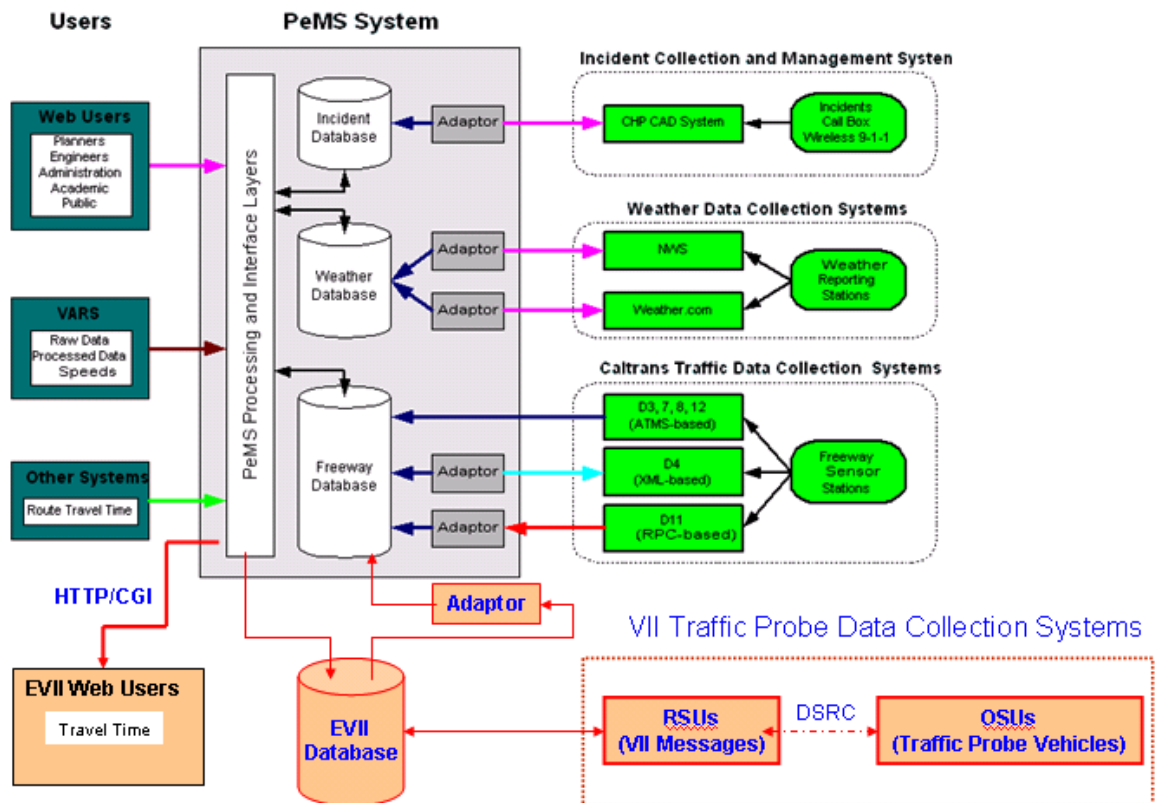 Users
PeMS System
Incident Collection and Management Systen
Web Users
Planners
Engineers
Administration
Academic
Public
PeMS Processing and Interface Layers
Incident
Database
Adaptor
CHP CAD System
Incidents
Call Box
Wireless 9-1-1
Weather Data Collection Systems
Weather
Database
Adaptor
NWS
Adaptor
Weather.com
Weather
Reporting
Stations
VARS
Raw Data
Processed Data
Speeds
Caltrans Traffic Data Collection Systems
D3, 7, 8, 12
(ATMS-based)
Freeway
Database
Adaptor
D4
(XML-based)
Adaptor
D11
(RPC-based)
Freeway
Sensor
Stations
Other Systems
Route Travel Time
HTTP/CGI
Adaptor
VII Traffic Probe Data Collection Systems
EVII Web Users
Travel Time
EVII
Database
RSUs
(VII Messages)
DSRC
OSUs
(Traffic Probe Vehicles)